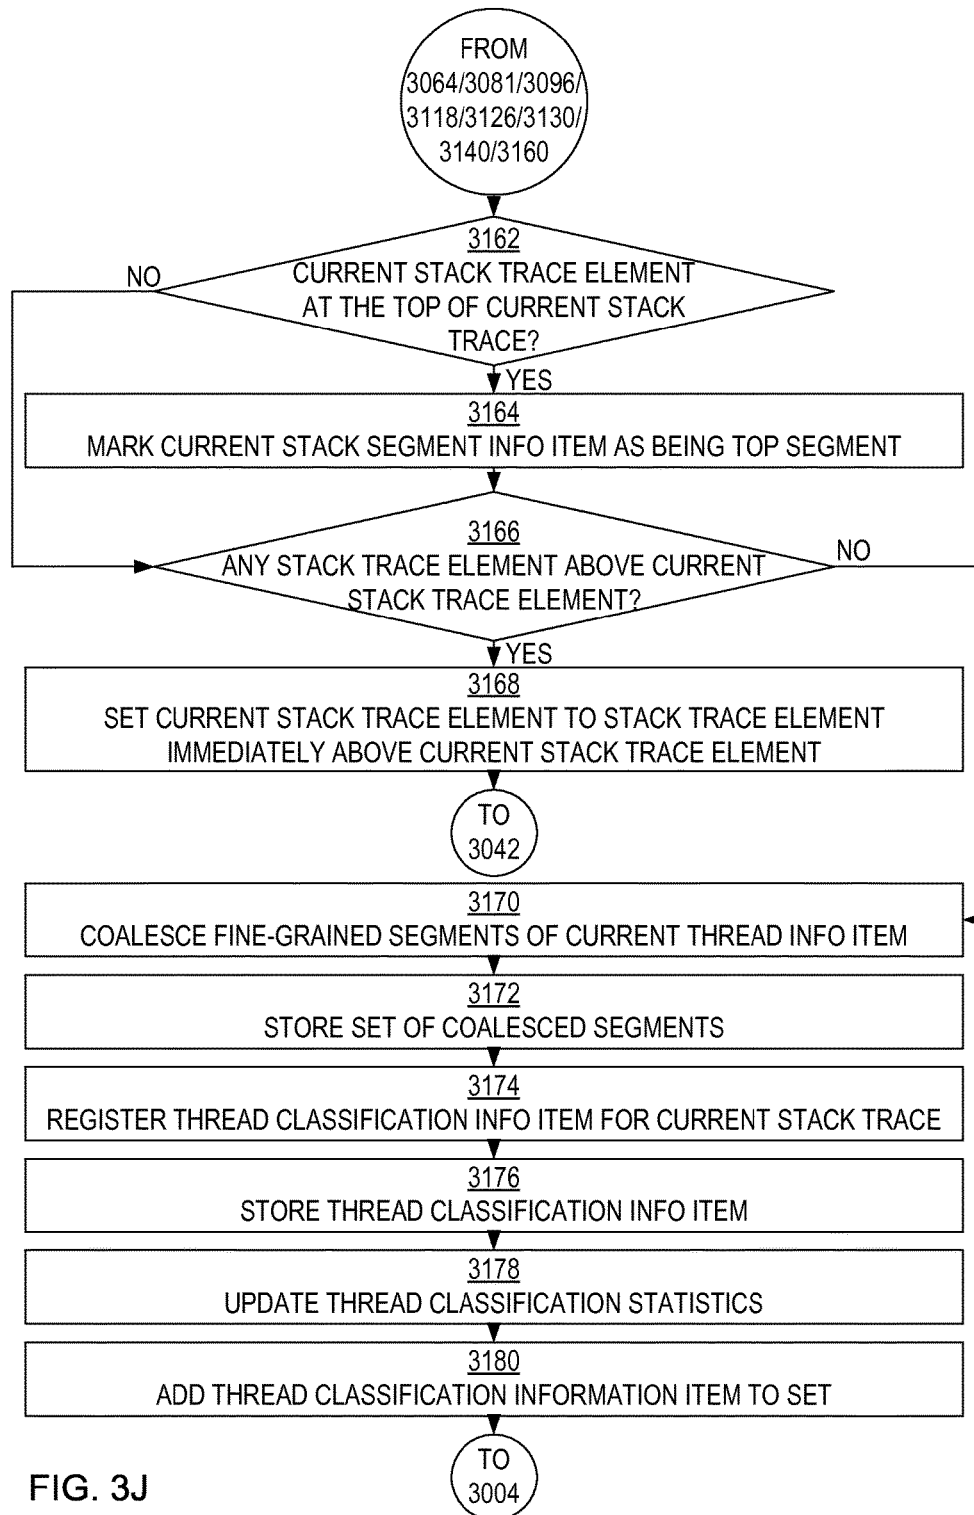 FROM
3064/3081/3096/
3118/3126/3130/
3140/3160
3162
CURRENT STACK TRACE ELEMENT
AT THE TOP OF CURRENT STACK
TRACE?
NO
YES
3164
MARK CURRENT STACK SEGMENT INFO ITEM AS BEING TOP SEGMENT
3166
ANY STACK TRACE ELEMENT ABOVE CURRENT
STACK TRACE ELEMENT?
NO
YES
3168
SET CURRENT STACK TRACE ELEMENT TO STACK TRACE ELEMENT
IMMEDIATELY ABOVE CURRENT STACK TRACE ELEMENT
TO
3042
3170
COALESCE FINE-GRAINED SEGMENTS OF CURRENT THREAD INFO ITEM
3172
STORE SET OF COALESCED SEGMENTS
3174
REGISTER THREAD CLASSIFICATION INFO ITEM FOR CURRENT STACK TRACE
3176
STORE THREAD CLASSIFICATION INFO ITEM
3178
UPDATE THREAD CLASSIFICATION STATISTICS
3180
ADD THREAD CLASSIFICATION INFORMATION ITEM TO SET
TO
3004
FIG. 3J